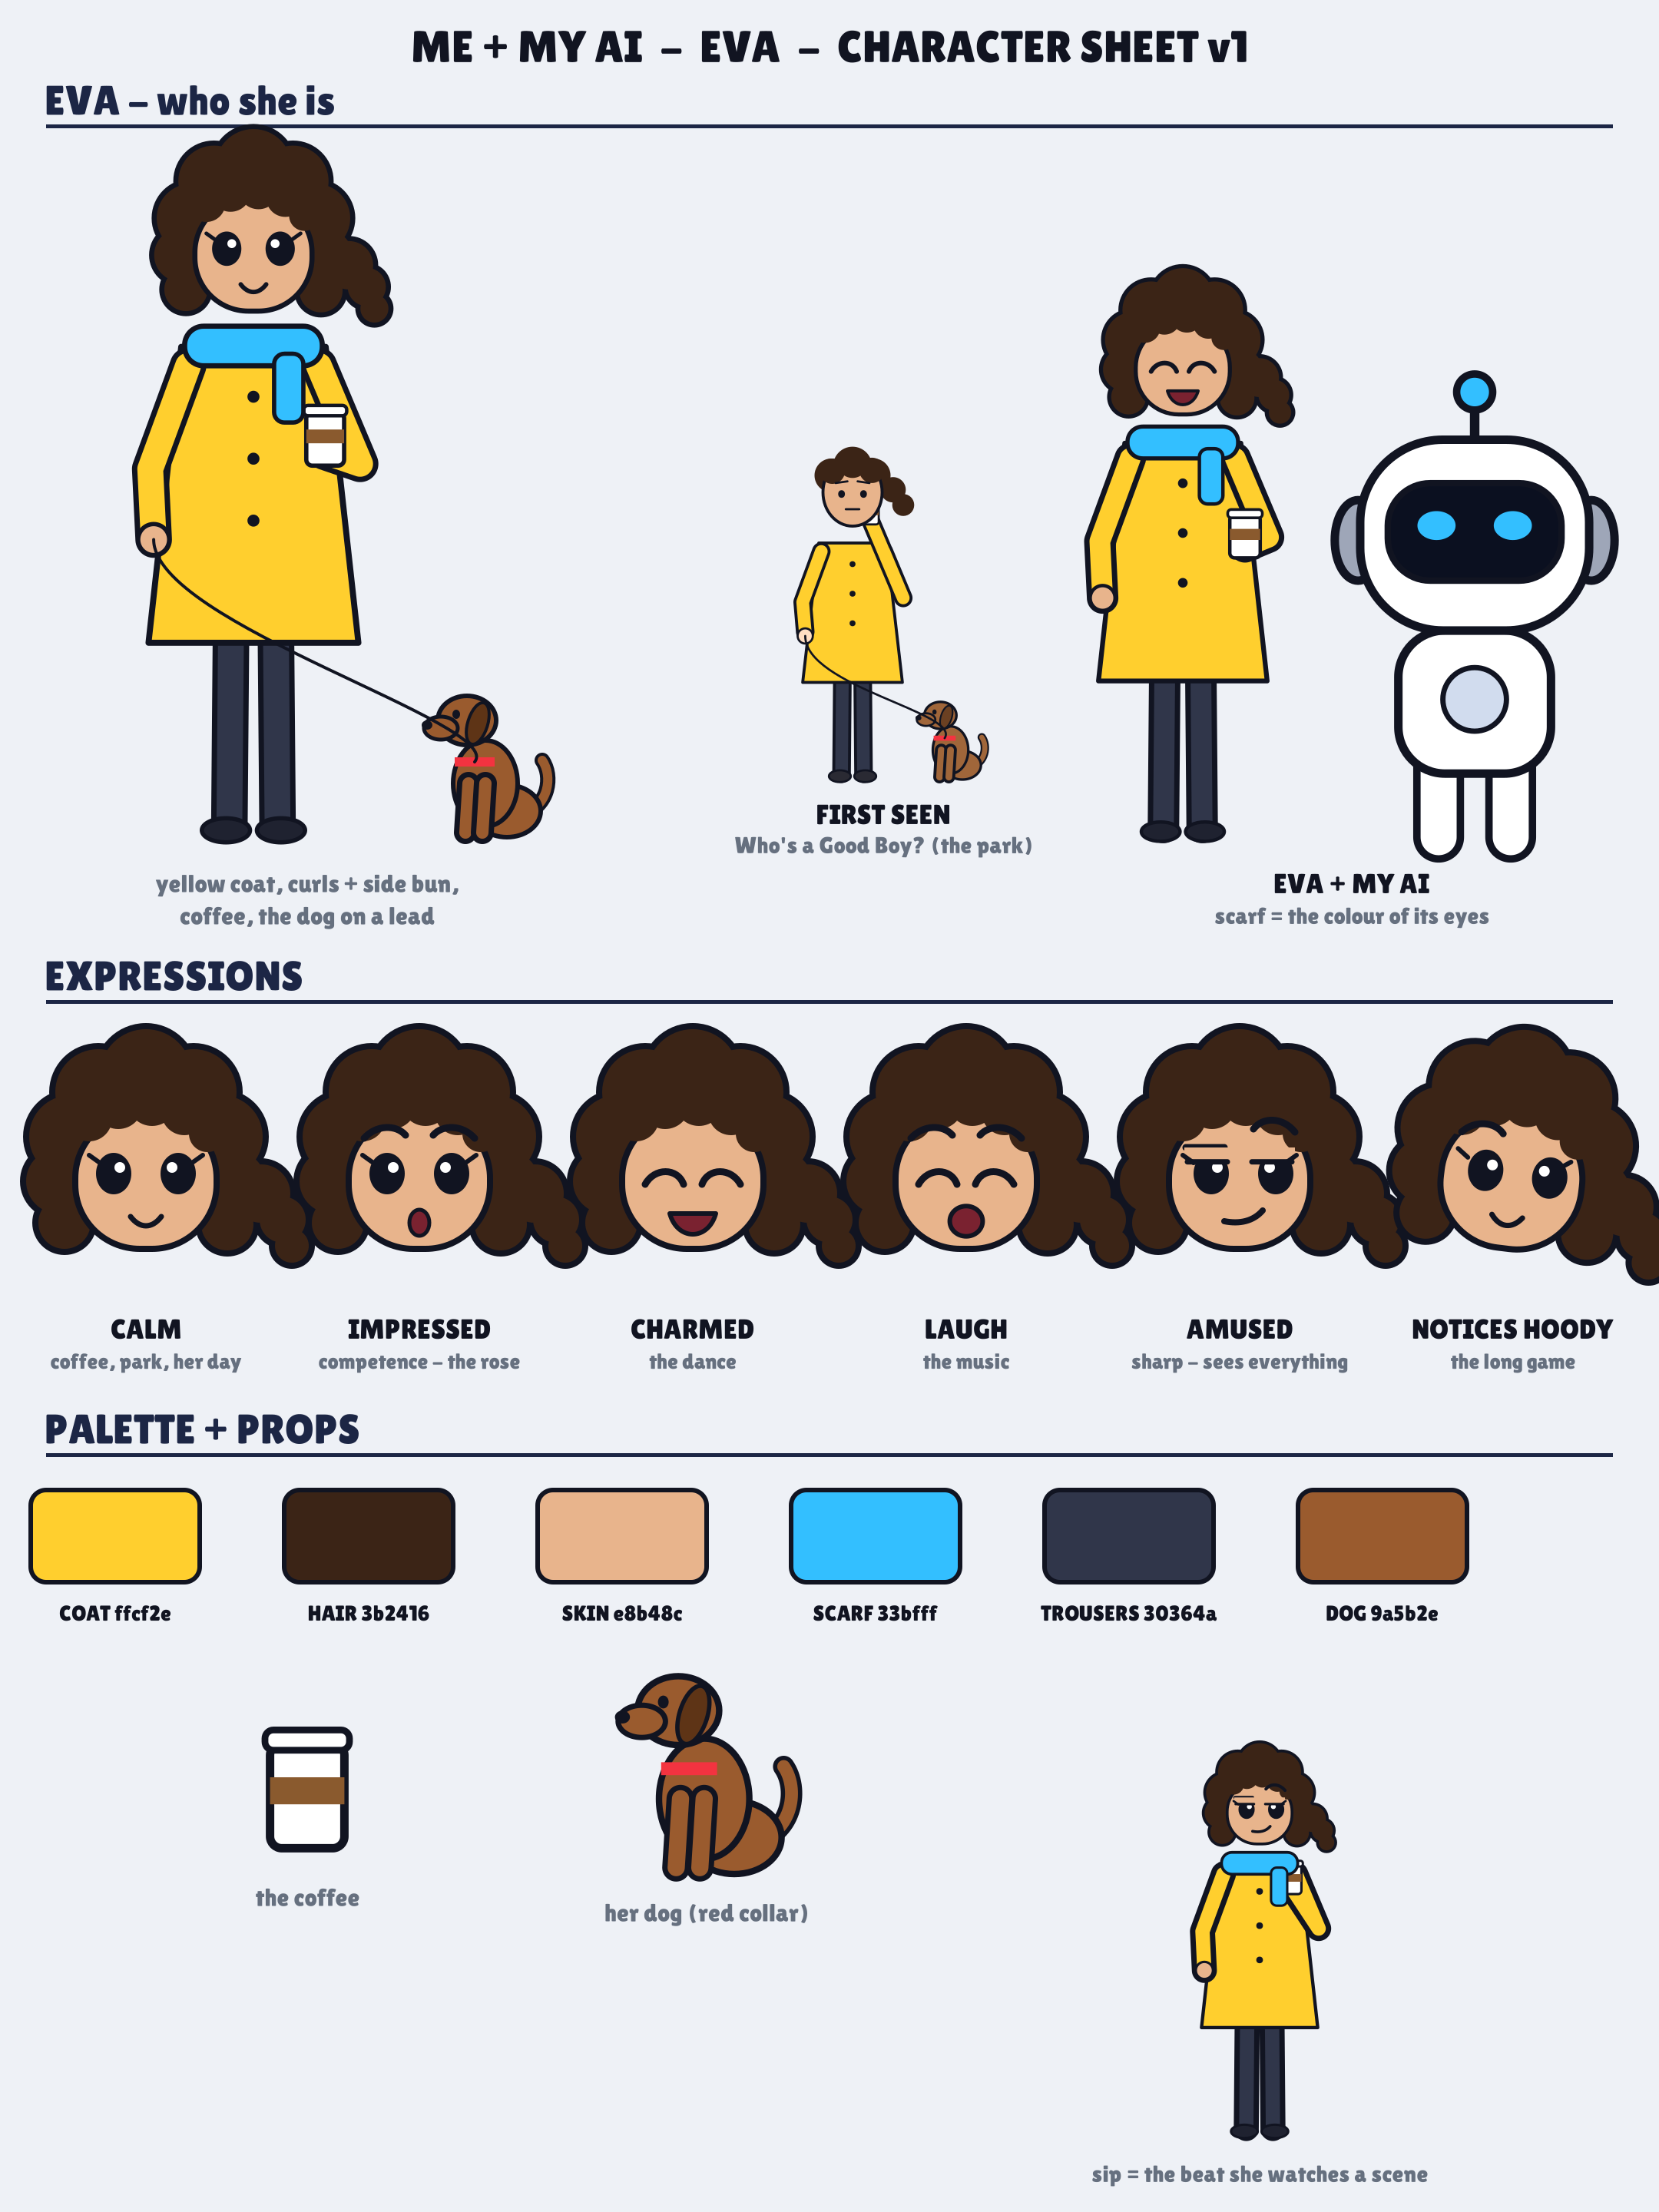 ME + MY AI – EVA – CHARACTER SHEET v1
EVA – who she is
FIRST SEEN
Who's a Good Boy? (the park)
yellow coat, curls + side bun,
coffee, the dog on a lead
EVA + MY AI
scarf = the colour of its eyes
EXPRESSIONS
CALM
coffee, park, her day
IMPRESSED
competence – the rose
CHARMED
the dance
LAUGH
the music
AMUSED
sharp – sees everything
NOTICES HOODY
the long game
PALETTE + PROPS
COAT ffcf2e
HAIR 3b2416
SKIN e8b48c
SCARF 33bfff
TROUSERS 30364a
DOG 9a5b2e
the coffee
her dog (red collar)
sip = the beat she watches a scene